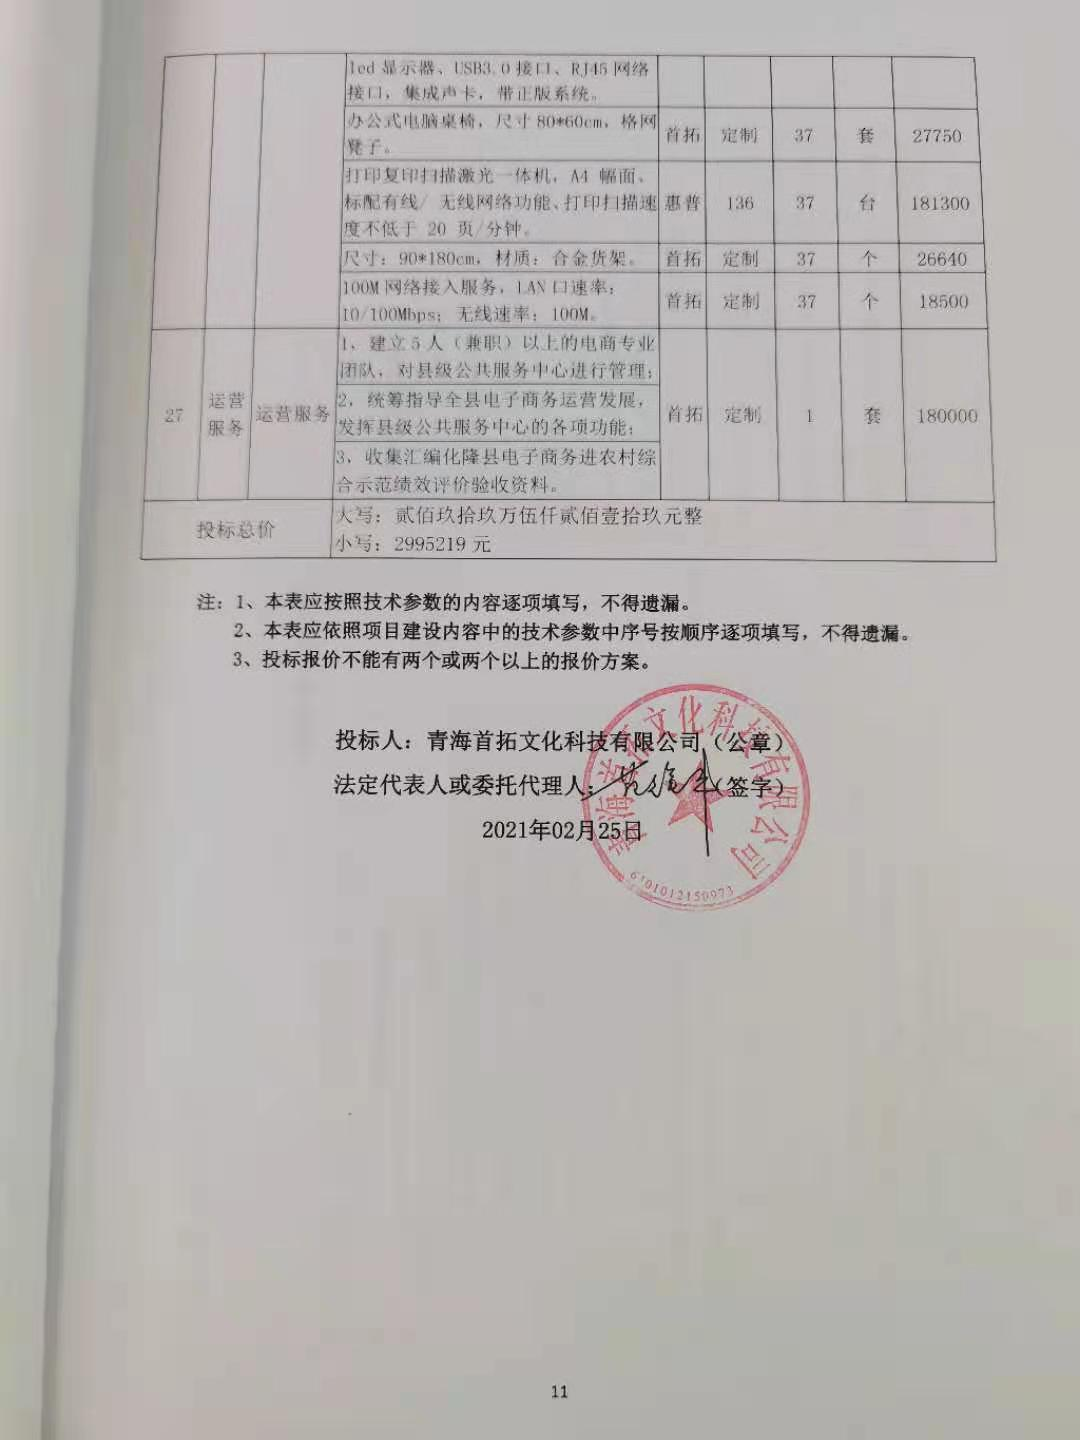 led 显示器、USB3.0 接口、RJ45 网络
接口，集成声卡，带正版系统。
办公式电脑桌椅，尺寸 80*60cm，格网
凳子。
首拓 定制 37 套 27750
打印复印扫描激光一体机，A4 幅面、
标配有线/ 无线网络功能、打印扫描速
度不低于 20 页/分钟。
惠普 136 37 台 181300
尺寸：90*180cm，材质：合金货架。
首拓 定制 37 个 26640
100M 网络接入服务，LAN 口速率：
10/100Mbps；无线速率：100M。
首拓 定制 37 个 18500
27
运营
服务
运营服务
1、建立 5 人（兼职）以上的电商专业
团队，对县级公共服务中心进行管理；
2，统筹指导全县电子商务运营发展，
发挥县级公共服务中心的各项功能；
3、收集汇编化隆县电子商务进农村综
合示范绩效评价验收资料。
首拓 定制 1 套 180000
投标总价
大写：贰佰玖拾玖万伍仟贰佰壹拾玖元整
小写：2995219 元
注：1、本表应按照技术参数的内容逐项填写，不得遗漏。
2、本表应依照项目建设内容中的技术参数中序号按顺序逐项填写，不得遗漏。
3、投标报价不能有两个或两个以上的报价方案。
投标人：青海首拓文化科技有限公司（公章）
法定代表人或委托代理人：（签字）
2021年02月25日
青海首拓文化科技有限公司
6301012150973
11